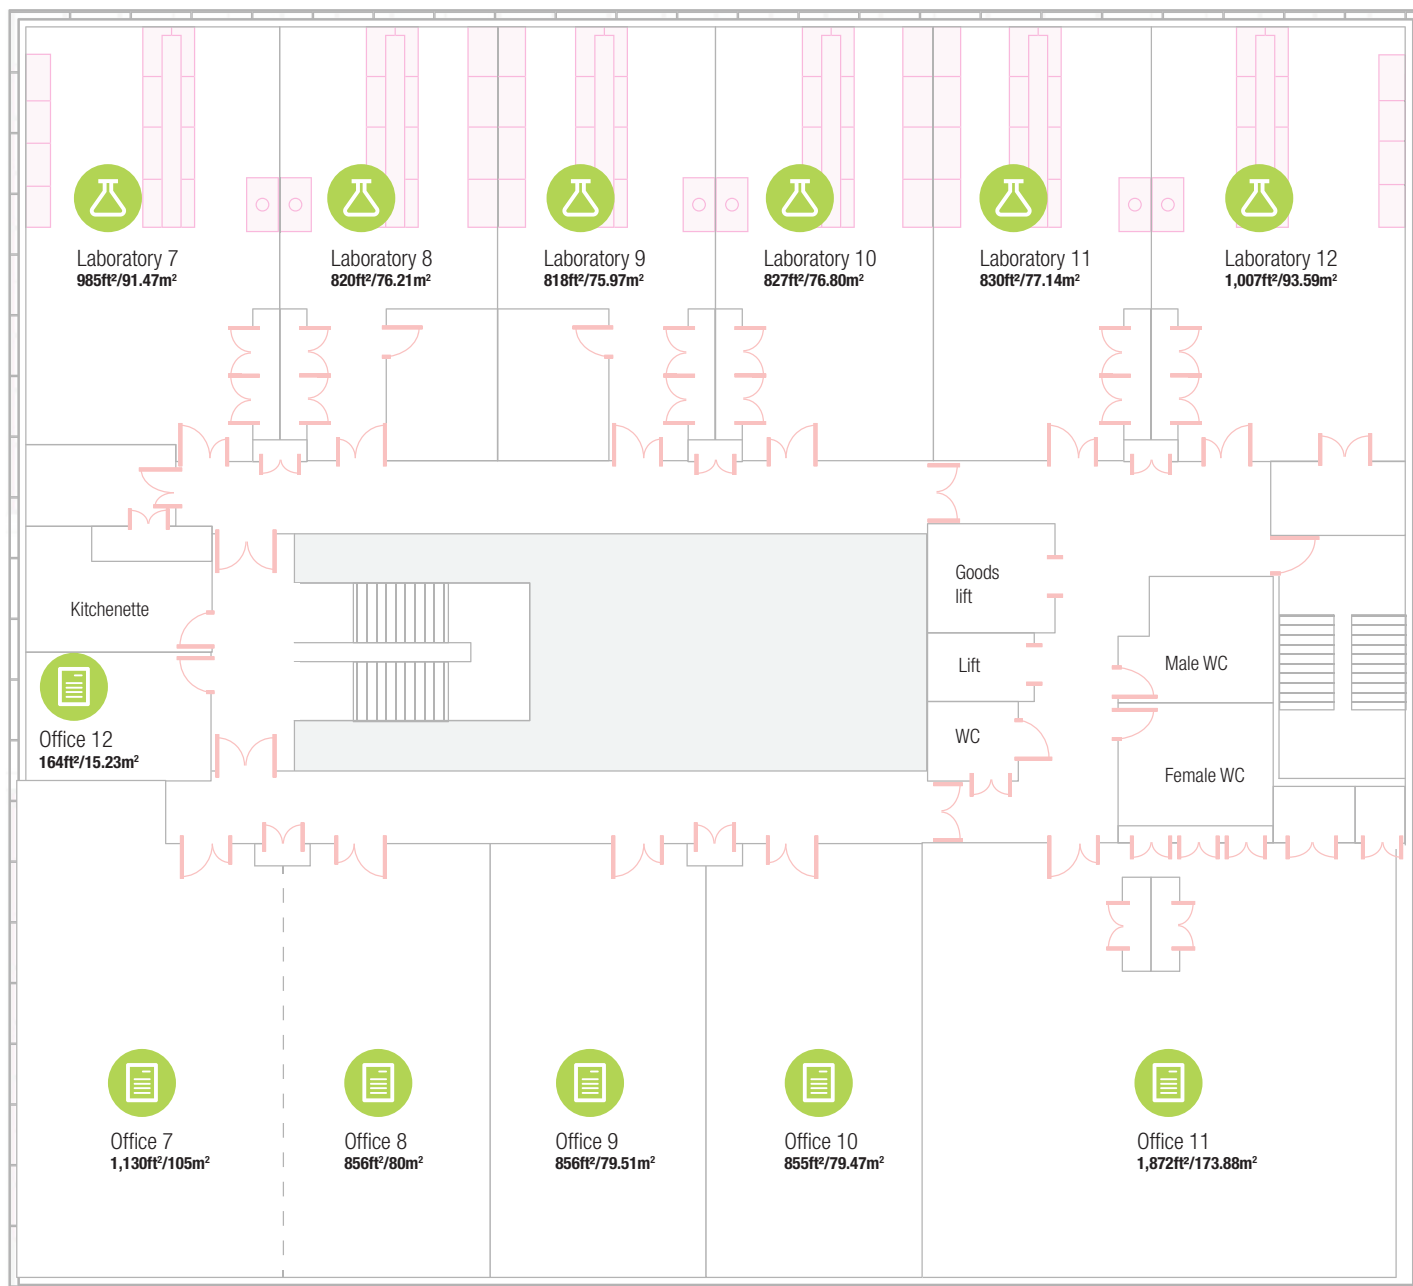 Laboratory 7
985ft²/91.47m²
Laboratory 8
820ft²/76.21m²
Laboratory 9
818ft²/75.97m²
Laboratory 10
827ft²/76.80m²
Laboratory 11
830ft²/77.14m²
Laboratory 12
1,007ft²/93.59m²
Kitchenette
Goods
lift
Lift
Male WC
WC
Female WC
Office 12
164ft²/15.23m²
Office 7
1,130ft²/105m²
Office 8
856ft²/80m²
Office 9
856ft²/79.51m²
Office 10
855ft²/79.47m²
Office 11
1,872ft²/173.88m²